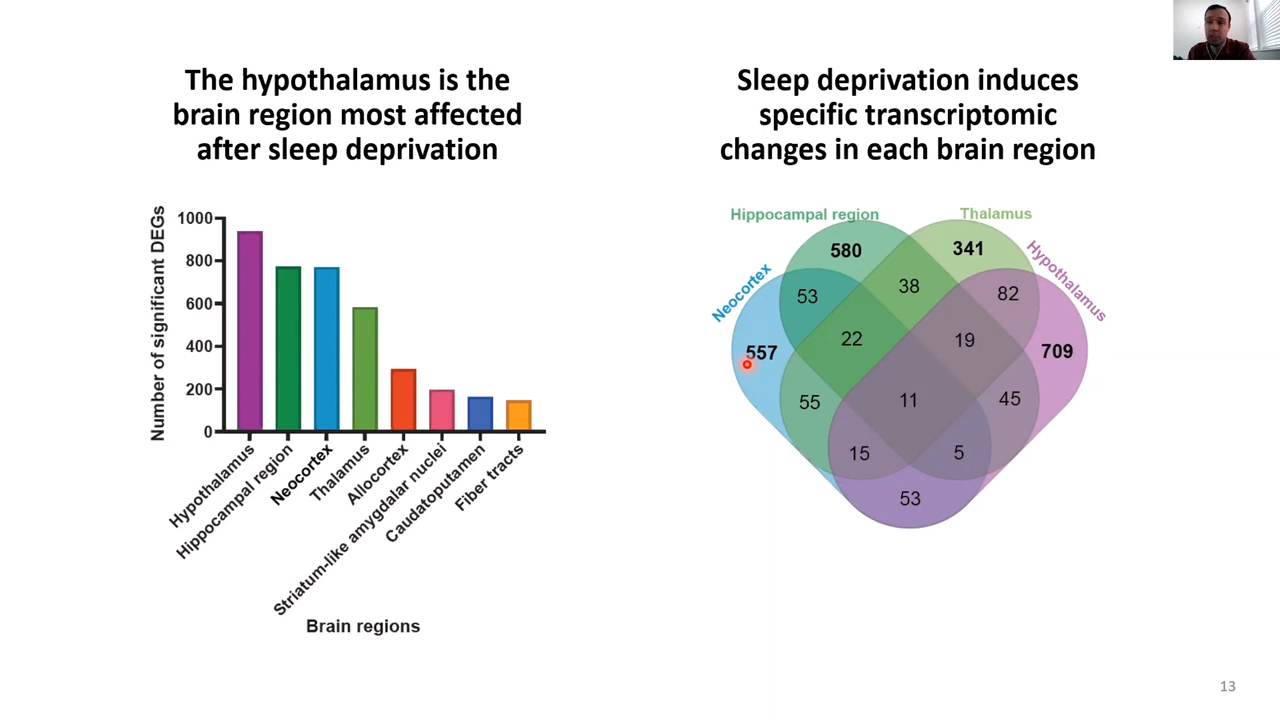 The hypothalamus is the
brain region most affected
after sleep deprivation
Number of significant DEGs
1000
800
600
400
200
0
Hypothalamus
Hippocampal region
Neocortex
Thalamus
Allocortex
Striatum-like amygdalar nuclei
Caudatoputamen
Fiber tracts
Brain regions
Sleep deprivation induces
specific transcriptomic
changes in each brain region
Hippocampal region
Thalamus
Neocortex
Hypothalamus
580
341
53
38
82
557
22
19
709
55
11
45
15
5
53
13